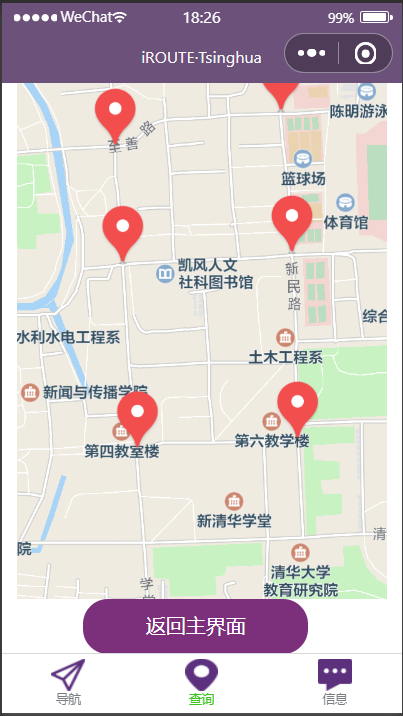 WeChat
18:26
99%
iROUTE·Tsinghua
陈明游泳
至善路
篮球场
体育馆
凯风人文
社科图书馆
新民路
综合
水利水电工程系
土木工程系
新闻与传播学院
第四教室楼
第六教学楼
新清华学堂
清
院
清华大学
教育研究院
学堂
返回主界面
导航
查询
信息